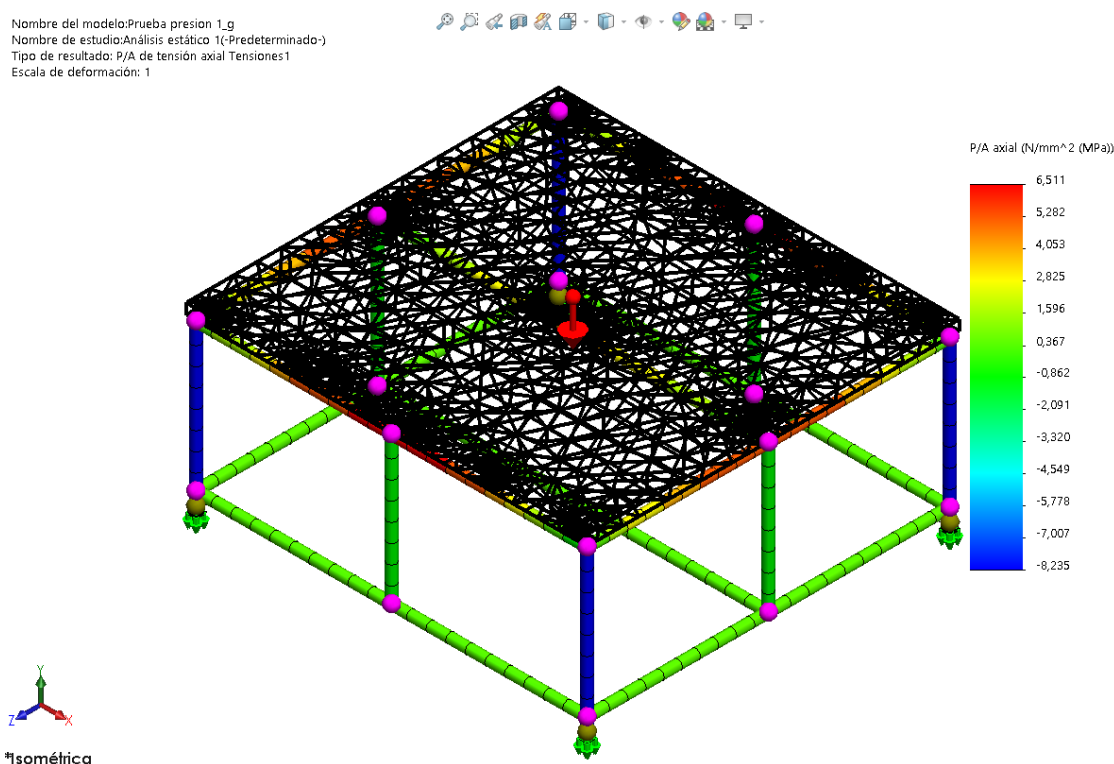 Nombre del modelo:Prueba presion 1_g
Nombre de estudio:Análisis estático 1(-Predeterminado-)
Tipo de resultado: P/A de tensión axial Tensiones1
Escala de deformación: 1
P/A axial (N/mm^2 (MPa))
6,511
5,282
4,053
2,825
1,596
0,367
-0,862
-2,091
-3,320
-4,549
-5,778
-7,007
-8,235
Y
Z
X
*Isométrica